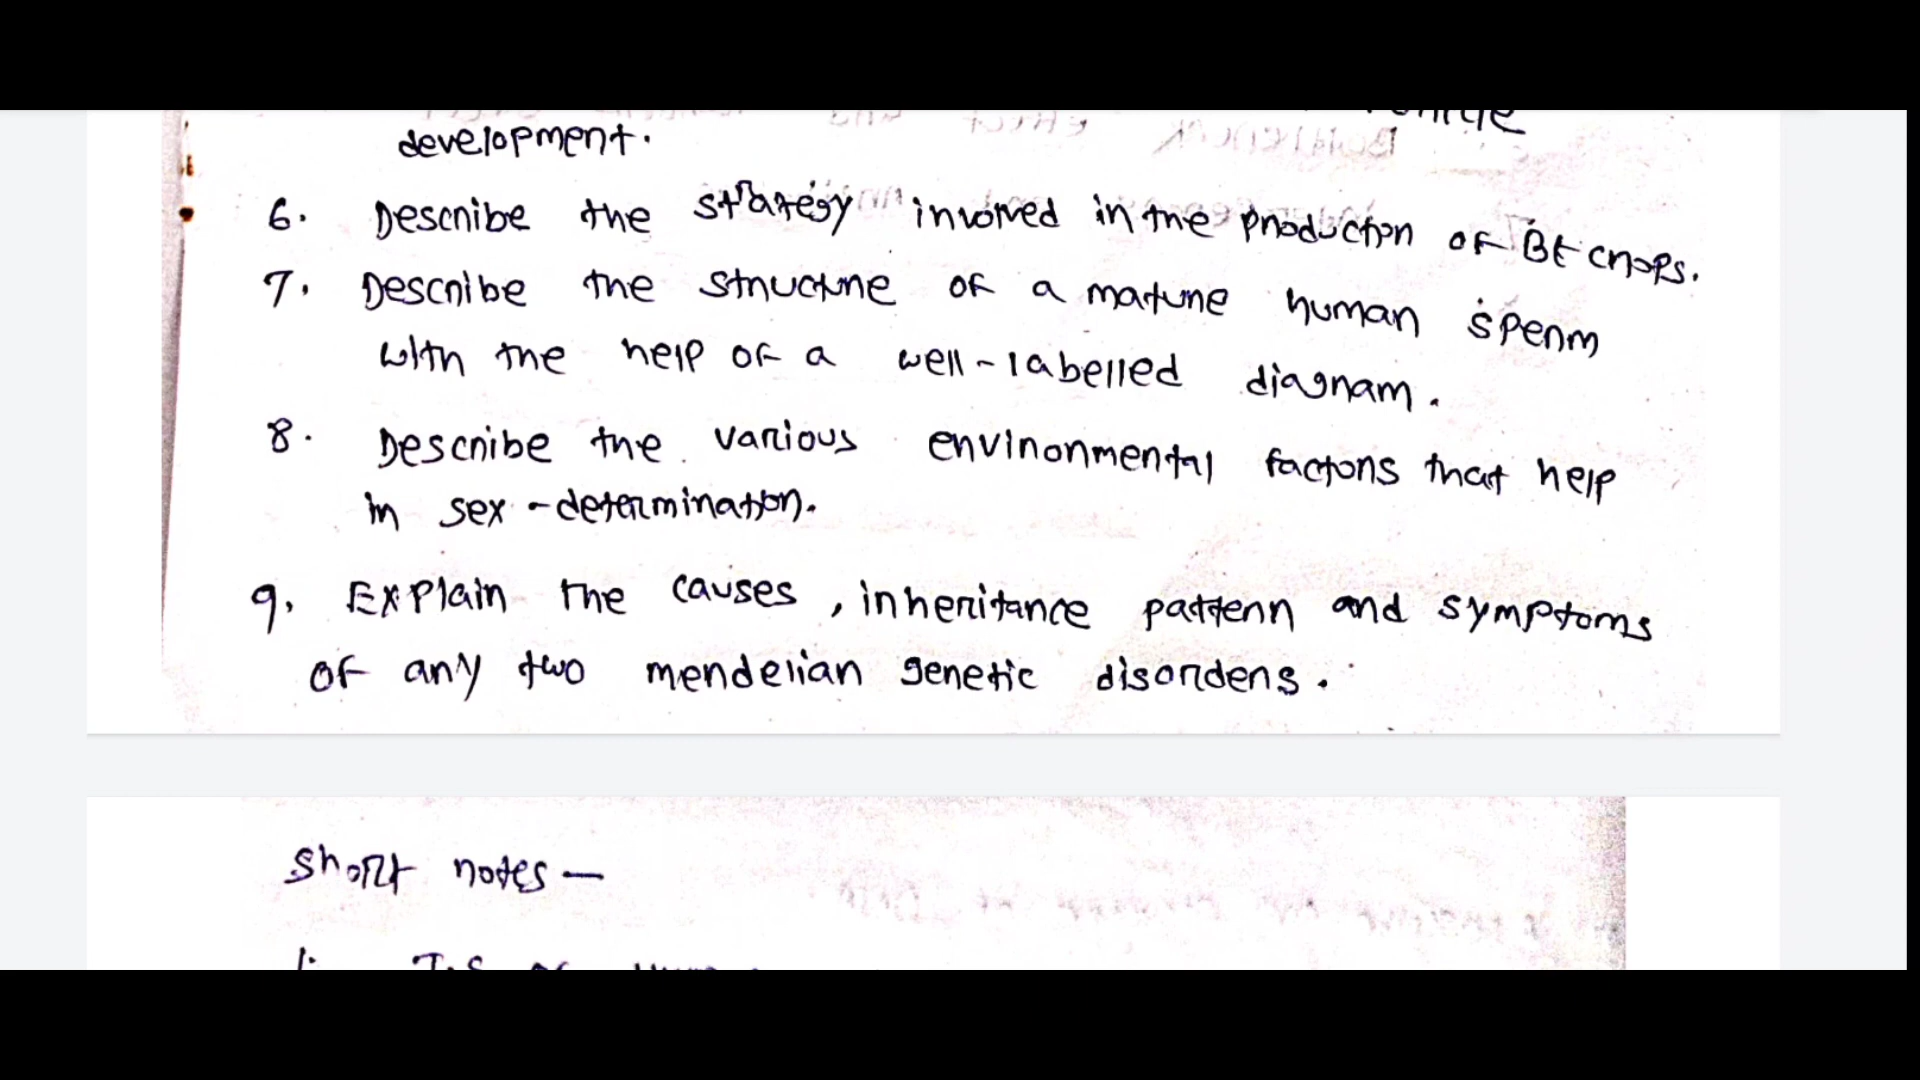 development.
6. Describe the strategy involved in the production of Bt crops.
7. Describe the structure of a mature human sperm
with the help of a well-labelled diagram.
8. Describe the various environmental factors that help
in sex-determination.
9. Explain the causes, inheritance pattern and symptoms
of any two mendelian genetic disorders.
short notes —